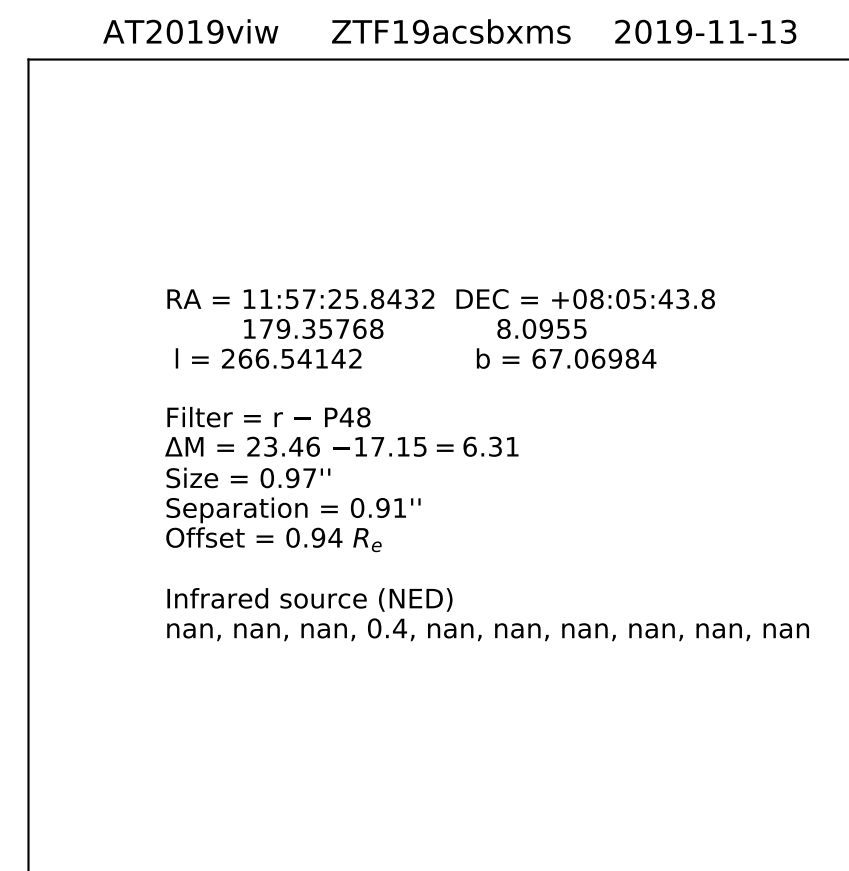 AT2019viw ZTF19acsbxms 2019-11-13
RA = 11:57:25.8432 DEC = +08:05:43.8
179.35768 8.0955
l = 266.54142 b = 67.06984
Filter = r − P48
ΔM = 23.46 −17.15 = 6.31
Size = 0.97''
Separation = 0.91''
Offset = 0.94 Re
Infrared source (NED)
nan, nan, nan, 0.4, nan, nan, nan, nan, nan, nan